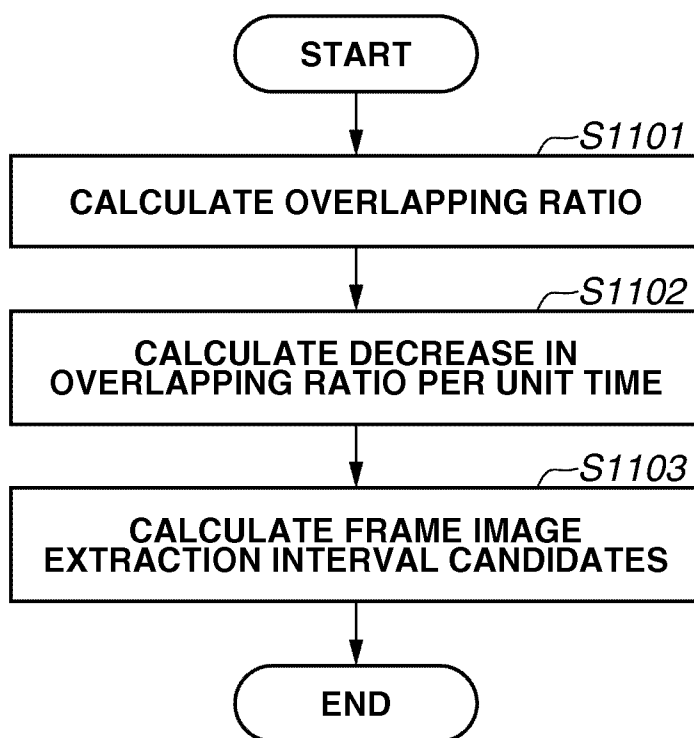 START
S1101
CALCULATE OVERLAPPING RATIO
S1102
CALCULATE DECREASE IN
OVERLAPPING RATIO PER UNIT TIME
S1103
CALCULATE FRAME IMAGE
EXTRACTION INTERVAL CANDIDATES
END